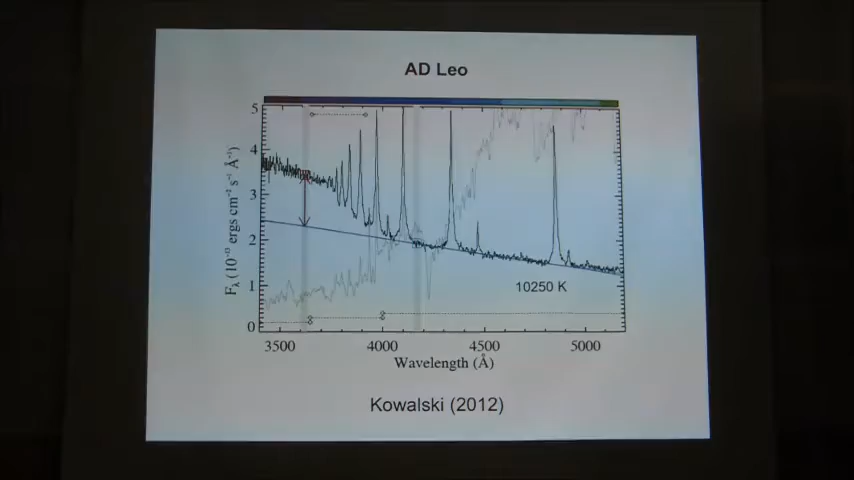 AD Leo
5
4
3
2
1
0
F_λ (10⁻¹³ ergs cm⁻² s⁻¹ Å⁻¹)
10250 K
3500 4000 4500 5000
Wavelength (Å)
Kowalski (2012)